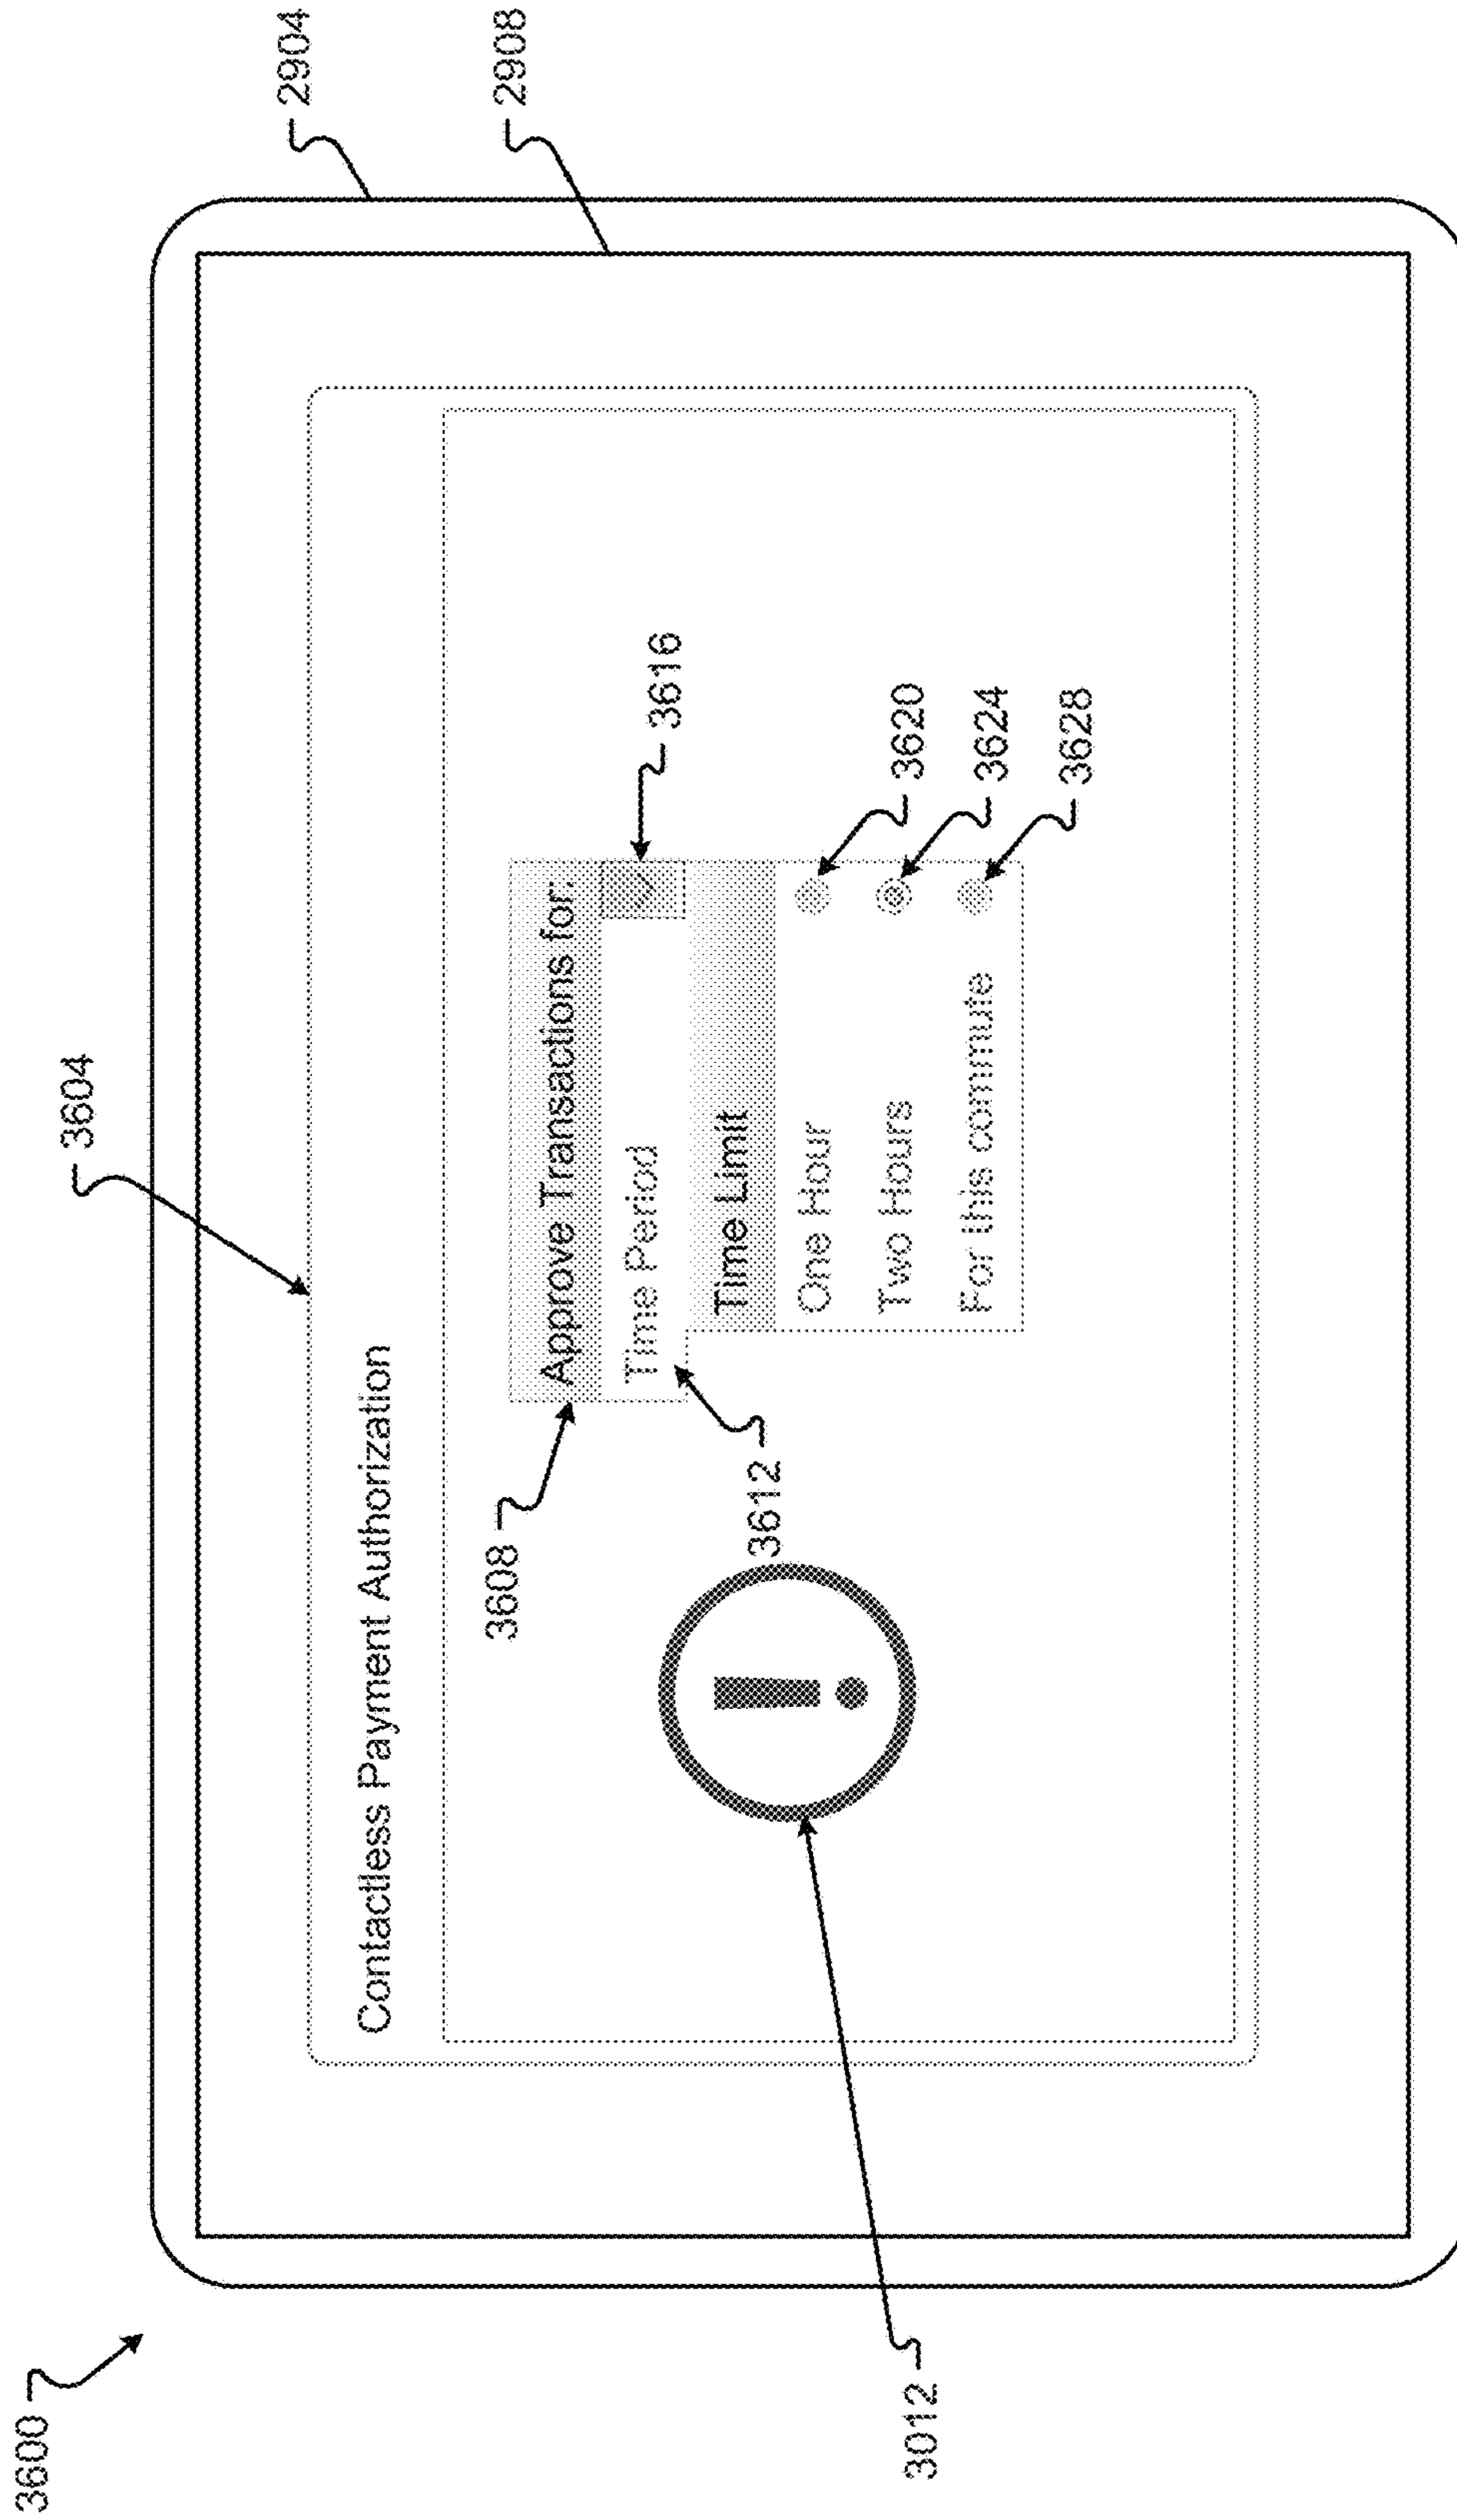 3600
3604
2904
2908
Contactless Payment Authorization
3608
Approve Transactions for:
3616
Time Period
3612
Time Limit
One Hour
3620
Two Hours
3624
For this commute
3628
3012